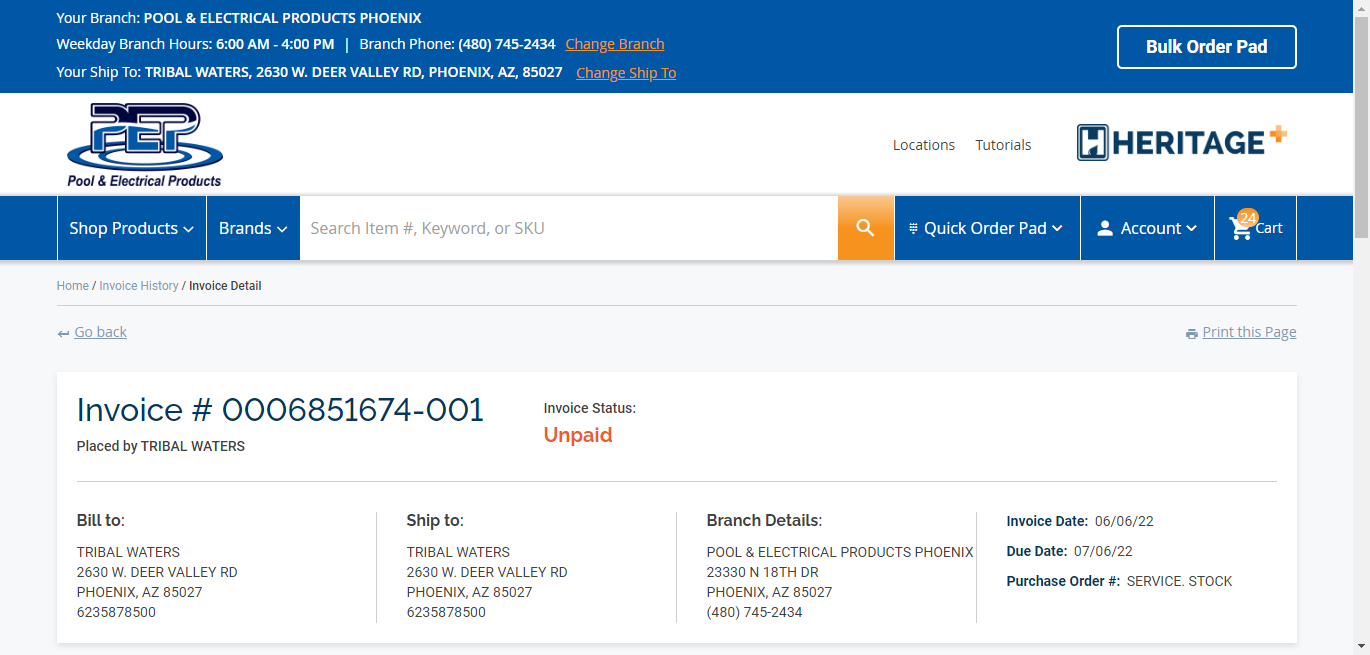 Your Branch: POOL & ELECTRICAL PRODUCTS PHOENIX
Weekday Branch Hours: 6:00 AM - 4:00 PM | Branch Phone: (480) 745-2434 Change Branch
Your Ship To: TRIBAL WATERS, 2630 W. DEER VALLEY RD, PHOENIX, AZ, 85027 Change Ship To
Bulk Order Pad
PEP
Pool & Electrical Products
Locations Tutorials
HERITAGE+
Shop Products
Brands
Search Item #, Keyword, or SKU
Quick Order Pad
Account
24
Cart
Home / Invoice History / Invoice Detail
Go back
Print this Page
Invoice # 0006851674-001
Placed by TRIBAL WATERS
Invoice Status:
Unpaid
Bill to:
TRIBAL WATERS
2630 W. DEER VALLEY RD
PHOENIX, AZ 85027
6235878500
Ship to:
TRIBAL WATERS
2630 W. DEER VALLEY RD
PHOENIX, AZ 85027
6235878500
Branch Details:
POOL & ELECTRICAL PRODUCTS PHOENIX
23330 N 18TH DR
PHOENIX, AZ 85027
(480) 745-2434
Invoice Date: 06/06/22
Due Date: 07/06/22
Purchase Order #: SERVICE. STOCK